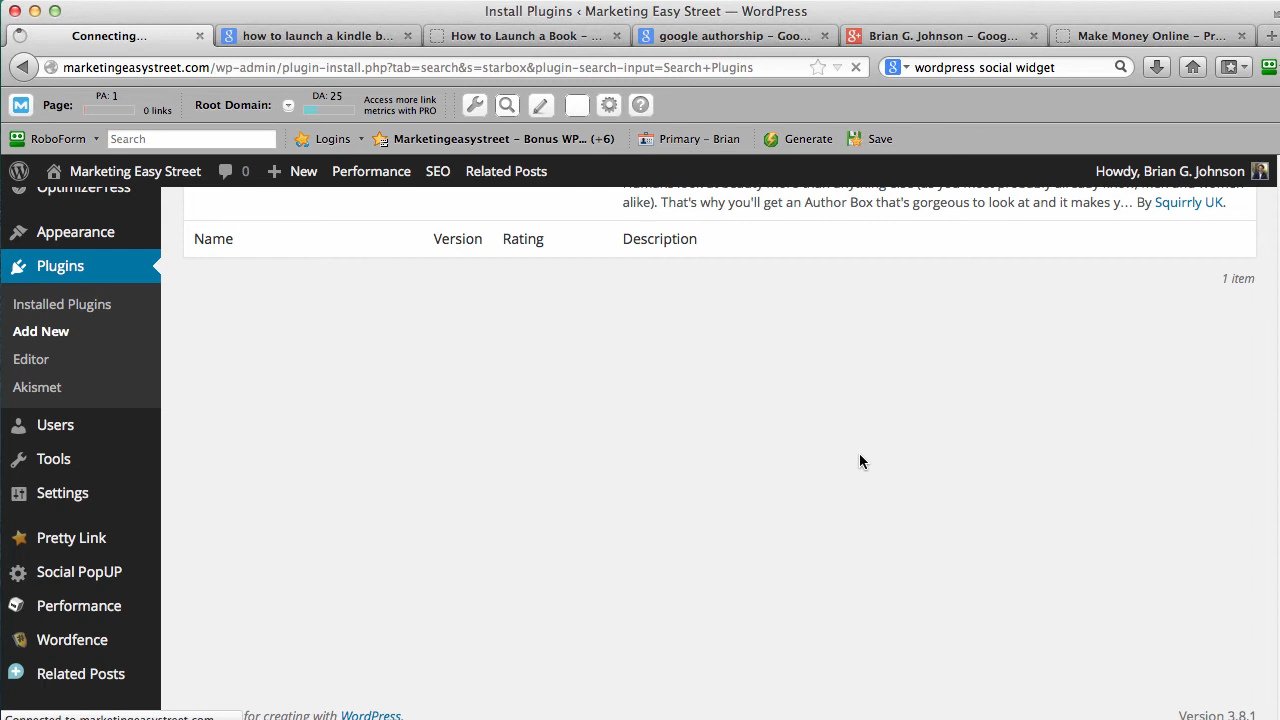 Install Plugins ‹ Marketing Easy Street — WordPress
Connecting...
how to launch a kindle b...
How to Launch a Book – ...
google authorship – Goo...
Brian G. Johnson – Goog...
Make Money Online – Pr...
marketingeasystreet.com/wp-admin/plugin-install.php?tab=search&s=starbox&plugin-search-input=Search+Plugins
wordpress social widget
Page:
PA: 1
0 links
Root Domain:
DA: 25
Access more link
metrics with PRO
RoboForm
Search
Logins
Marketingeasystreet – Bonus WP... (+6)
Primary – Brian
Generate
Save
Marketing Easy Street
0
New
Performance
SEO
Related Posts
Howdy, Brian G. Johnson
OptimizePress
Appearance
Plugins
Installed Plugins
Add New
Editor
Akismet
Users
Tools
Settings
Pretty Link
Social PopUP
Performance
Wordfence
Related Posts
alike). That's why you'll get an Author Box that's gorgeous to look at and it makes y… By Squirrly UK.
Name
Version
Rating
Description
1 item
Connected to marketingeasystreet.com...
for creating with WordPress.
Version 3.8.1